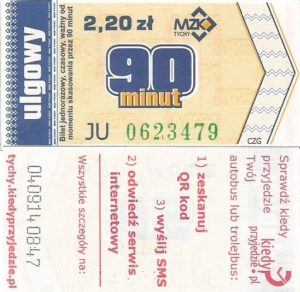 ulgowy
Bilet jednorazowy, czasowy, ważny od
momentu skasowania przez 90 minut
2,20 zł
MZK
TYCHY
90
minut
JU 0623479
CZG
Sprawdź kiedy
przyjedzie
Twój
autobus lub trolejbus:
kiedy
przyjedzie.pl
1) zeskanuj
QR kod
3) wyślij SMS
2) odwiedź serwis
internetowy
Wszystkie szczegóły na:
tychy.kiedyprzyjedzie.pl
040914 0847